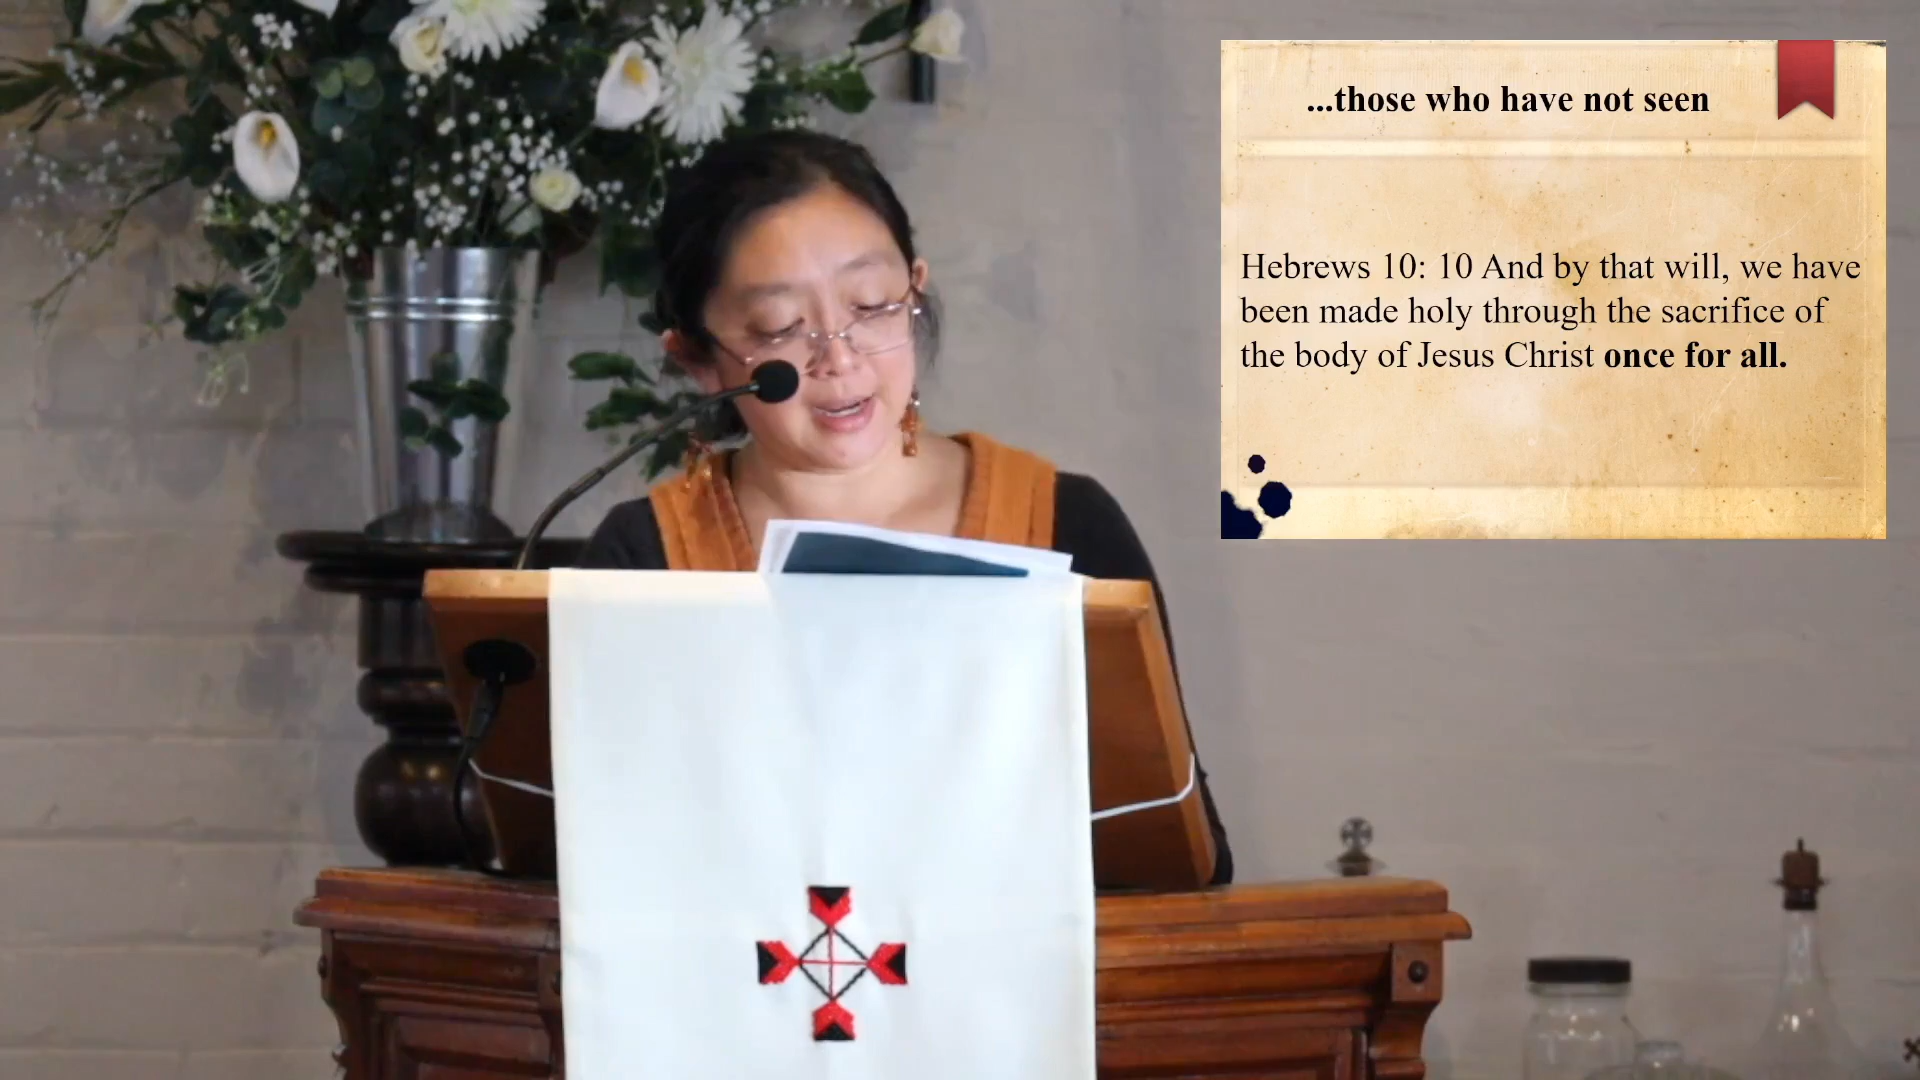 ...those who have not seen
Hebrews 10: 10 And by that will, we have
been made holy through the sacrifice of
the body of Jesus Christ once for all.